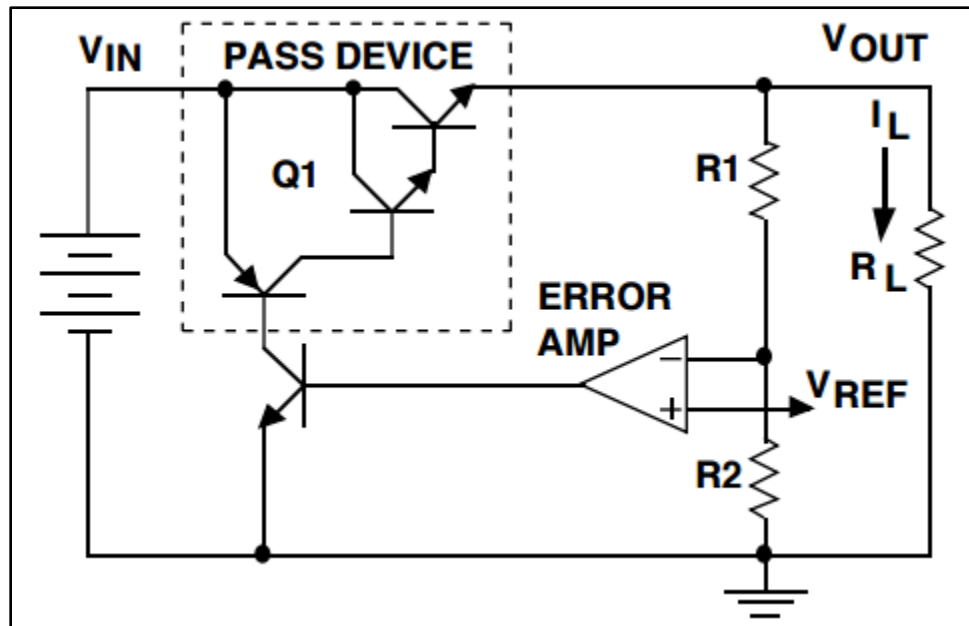 VIN
PASS DEVICE
VOUT
IL
Q1
R1
RL
ERROR
AMP
−
+
VREF
R2